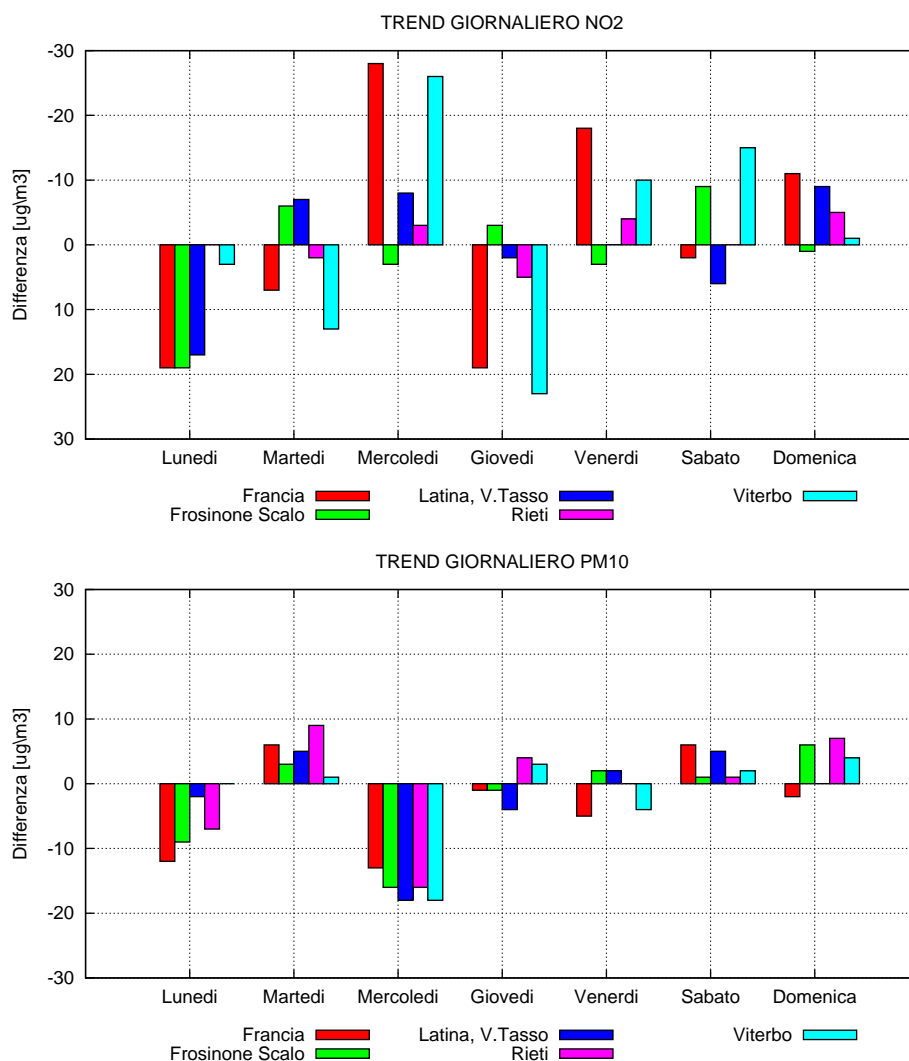 TREND GIORNALIERO NO2
-30
-20
-10
0
10
20
30
Differenza [ug\m3]
Lunedi Martedi Mercoledi Giovedi Venerdi Sabato Domenica
Francia Latina, V.Tasso Viterbo
Frosinone Scalo Rieti
TREND GIORNALIERO PM10
30
20
10
0
-10
-20
-30
Differenza [ug\m3]
Lunedi Martedi Mercoledi Giovedi Venerdi Sabato Domenica
Francia Latina, V.Tasso Viterbo
Frosinone Scalo Rieti